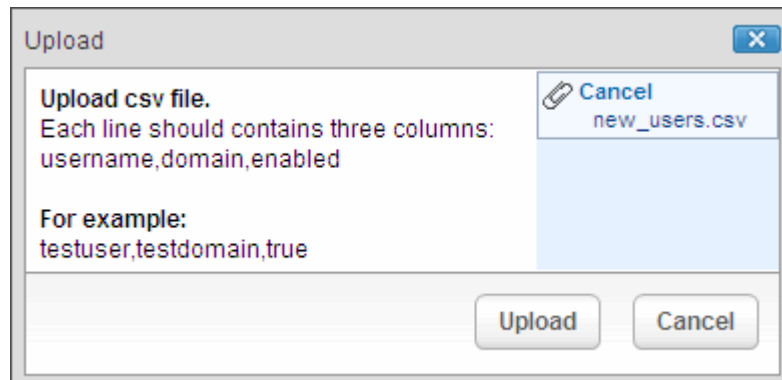 Upload
Upload csv file.
Each line should contains three columns:
username,domain,enabled
For example:
testuser,testdomain,true
Cancel
new_users.csv
Upload
Cancel